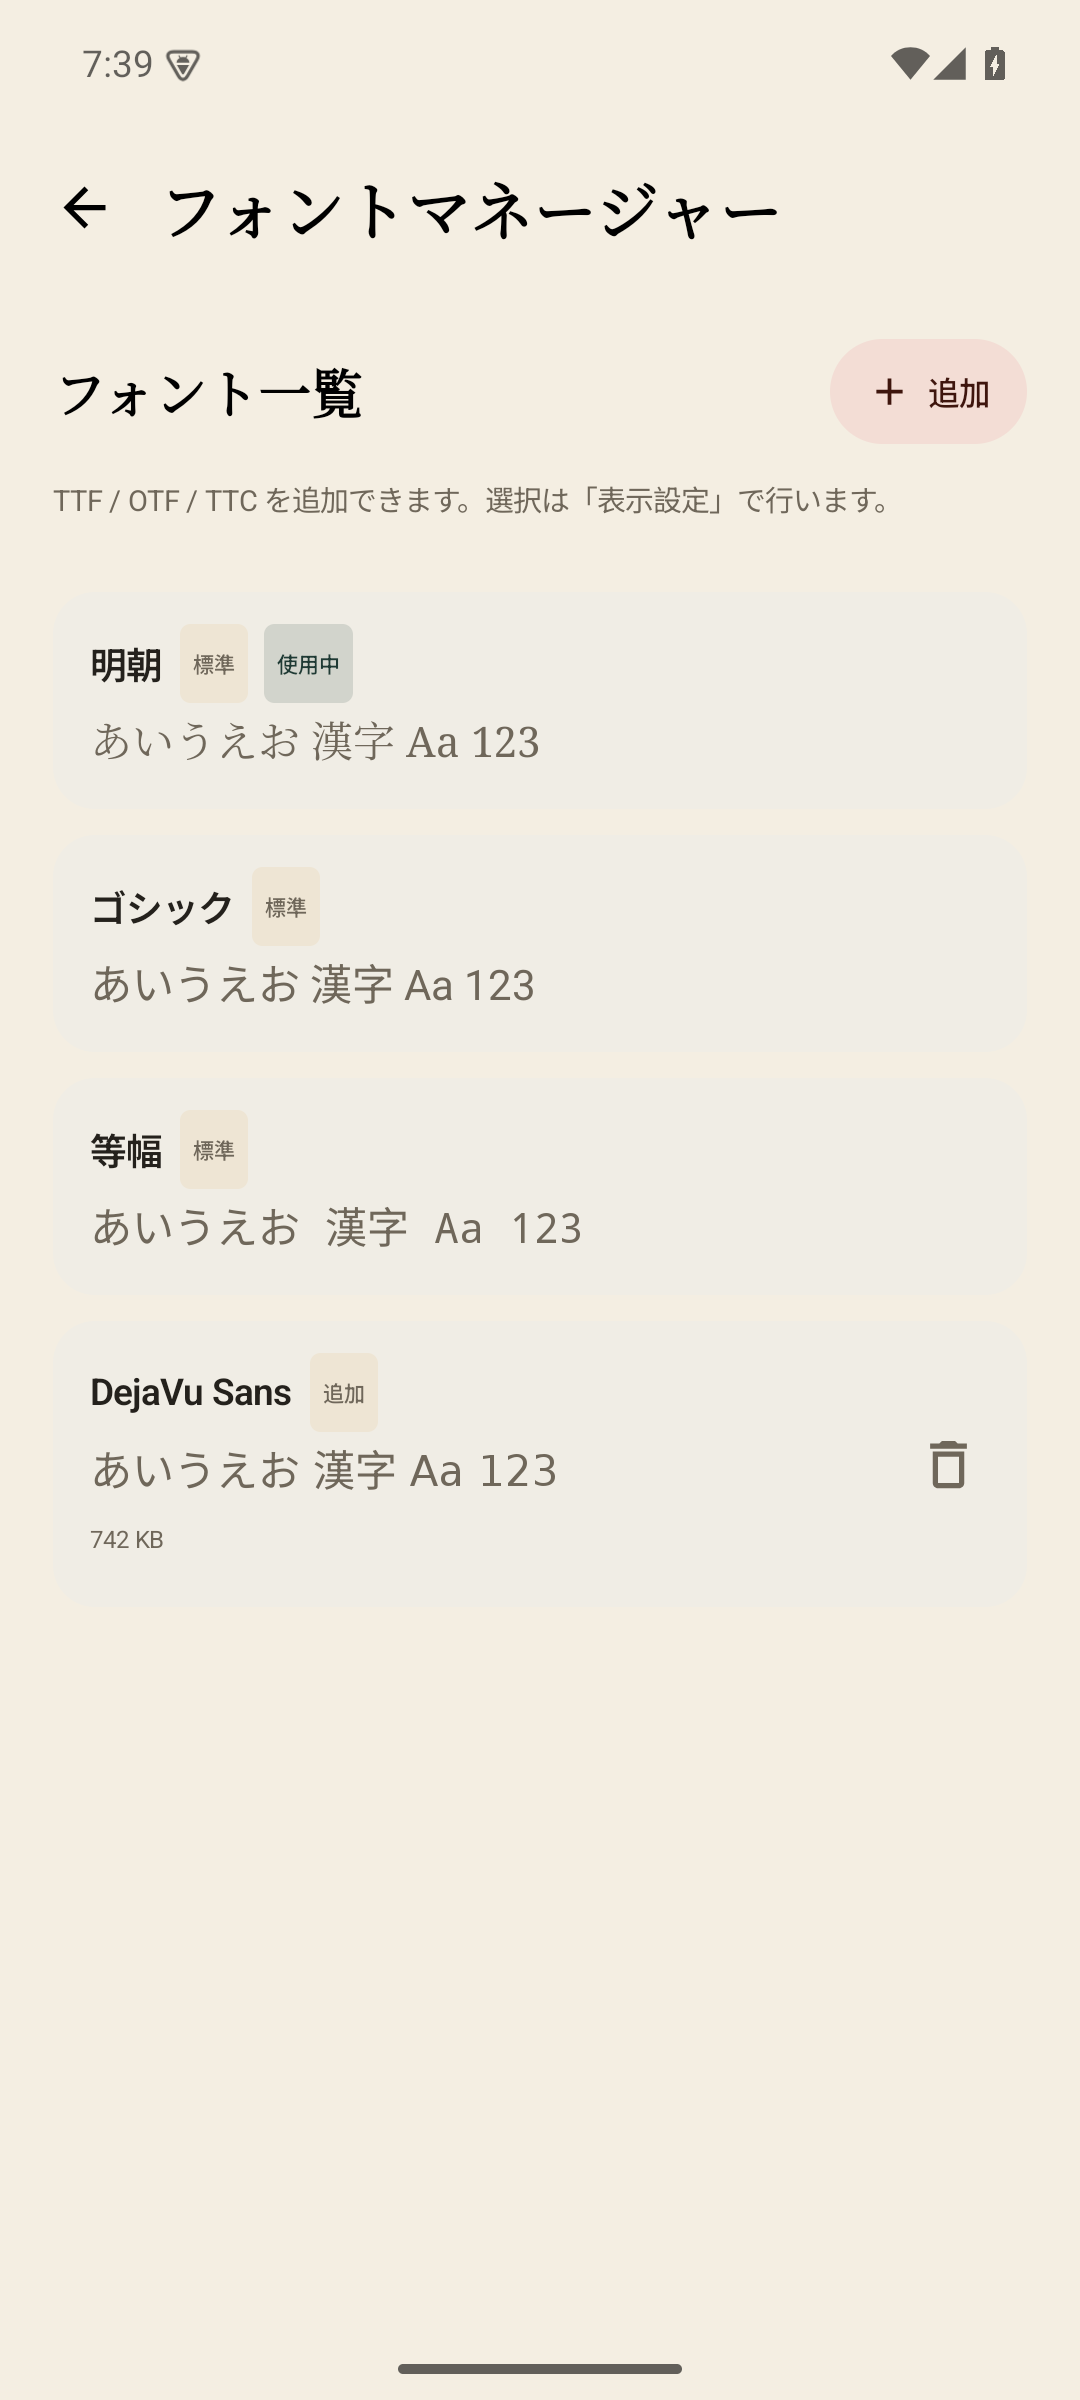 7:39
フォントマネージャー
フォント一覧
追加
TTF / OTF / TTC を追加できます。選択は「表示設定」で行います。
明朝 標準 使用中
あいうえお 漢字 Aa 123
ゴシック 標準
あいうえお 漢字 Aa 123
等幅 標準
あいうえお 漢字 Aa 123
DejaVu Sans 追加
あいうえお 漢字 Aa 123
742 KB